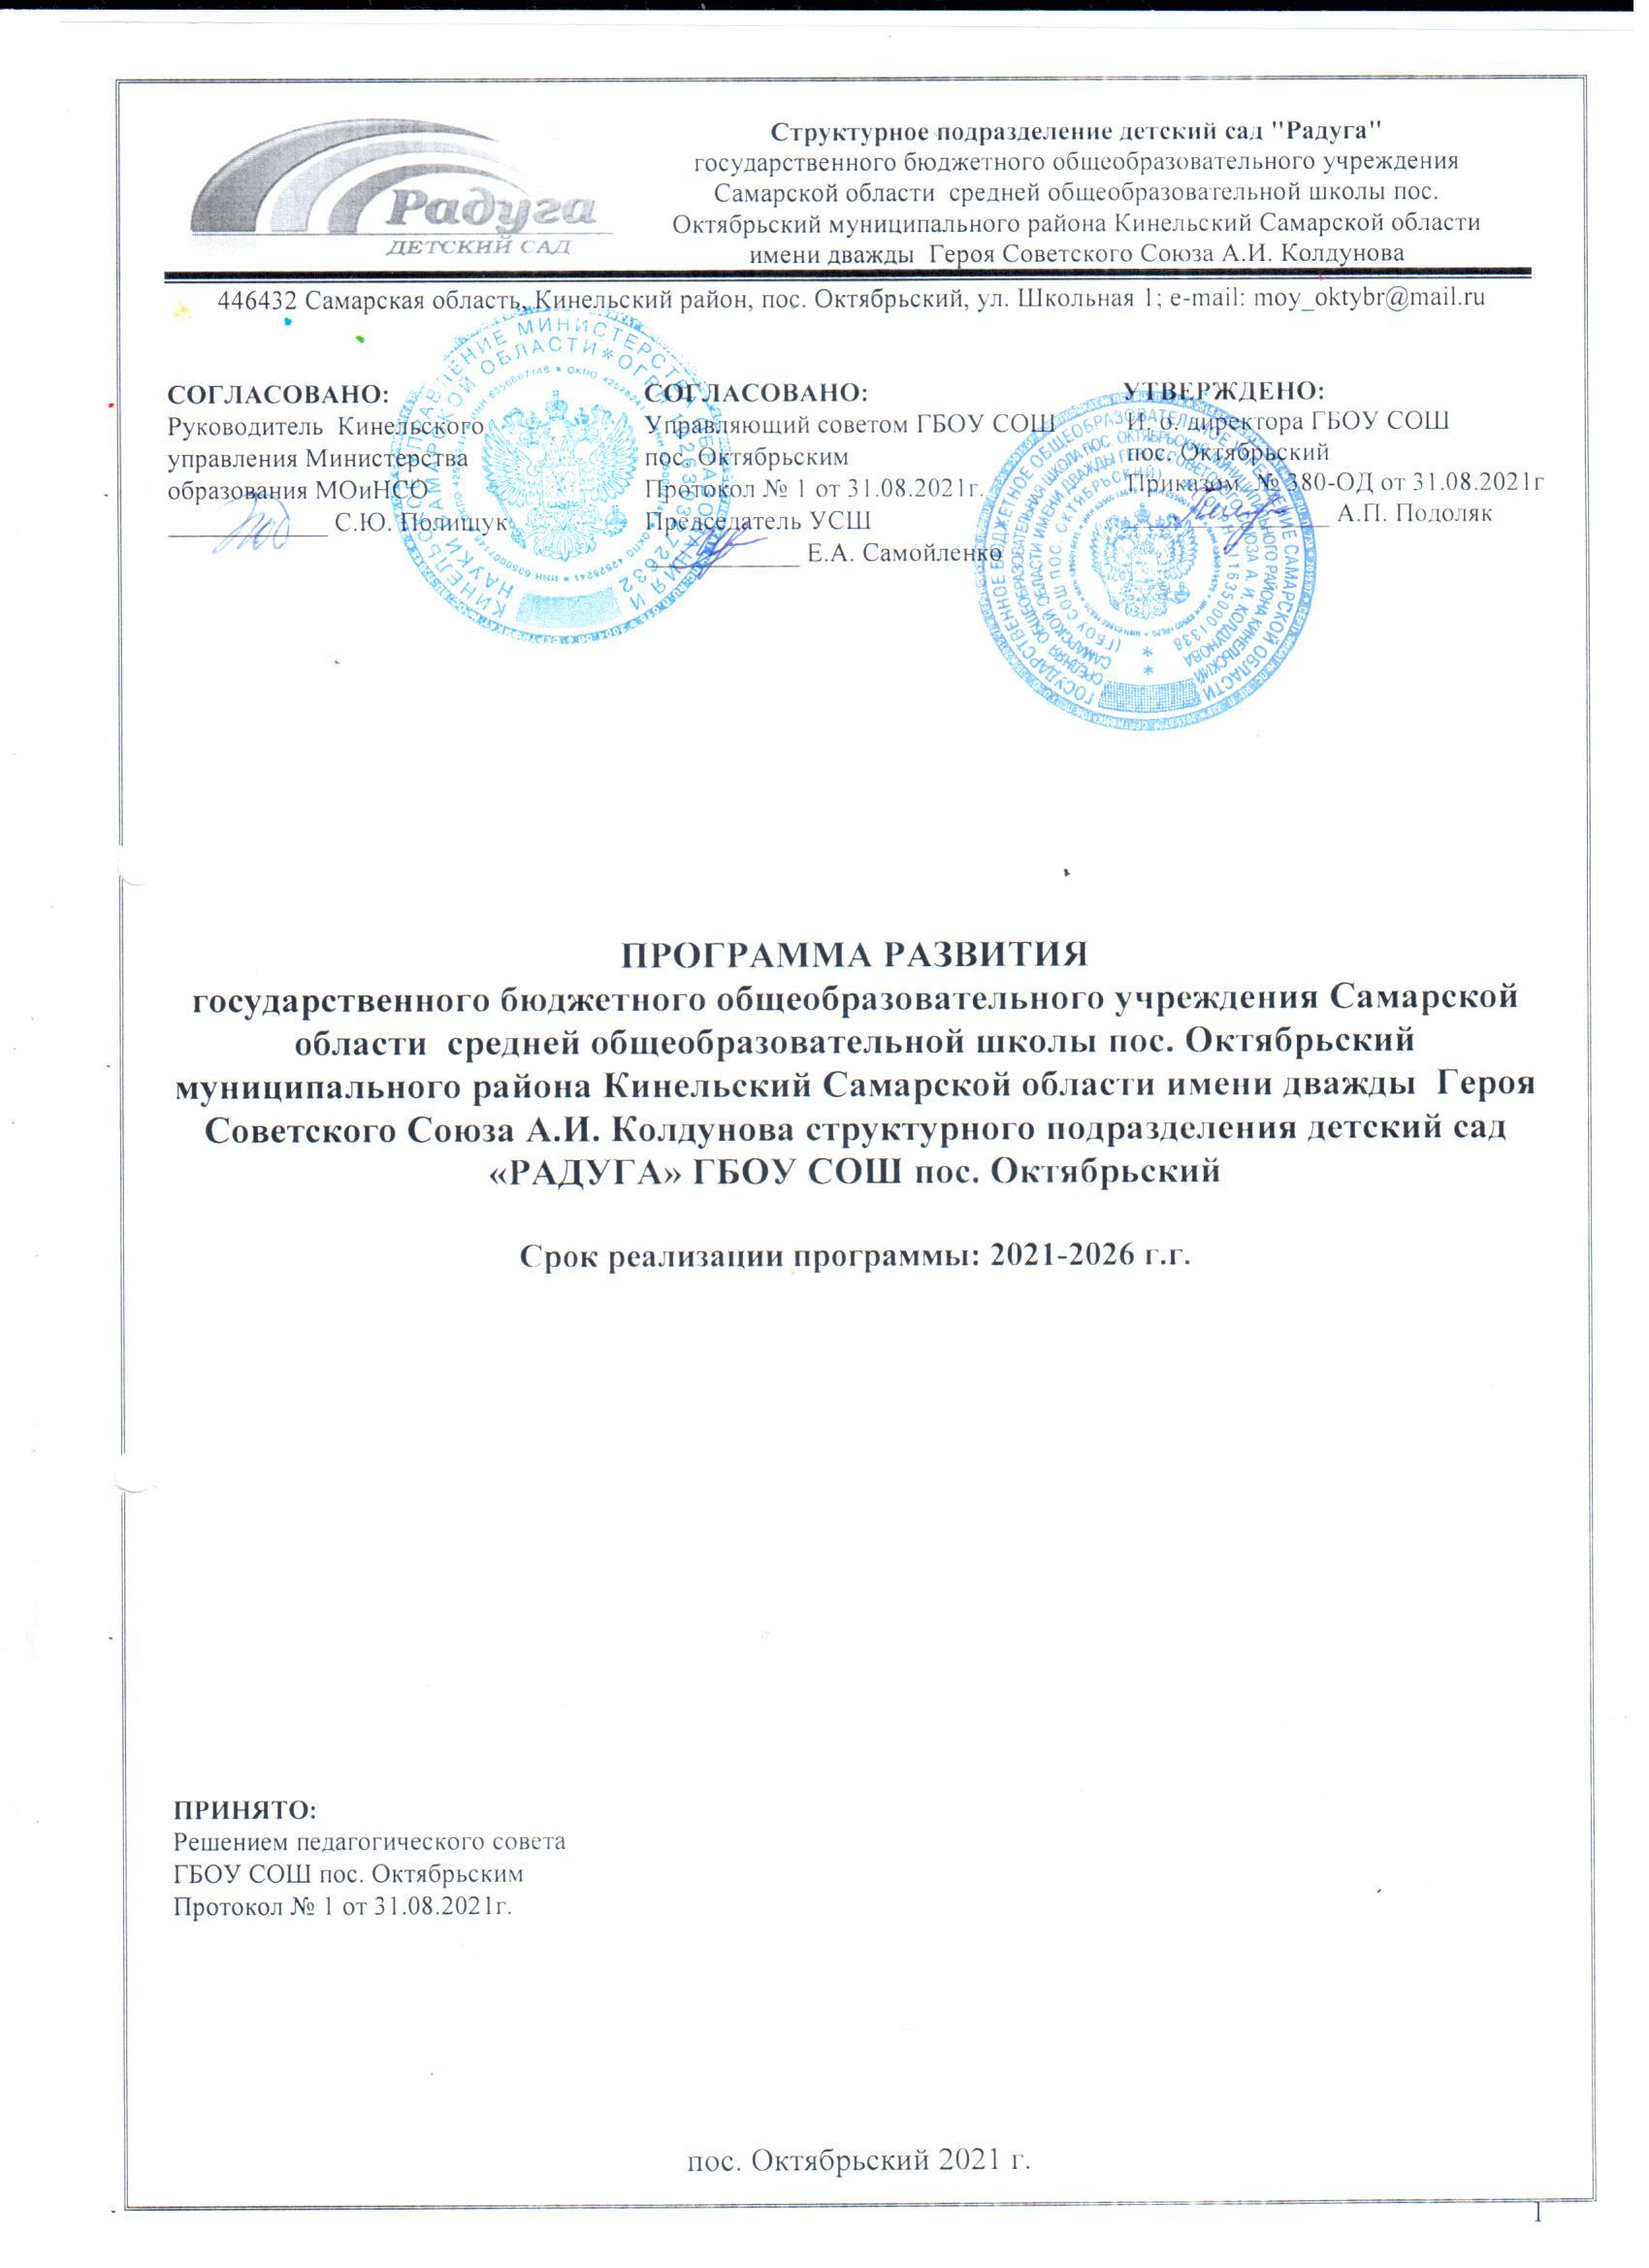 Радуга
ДЕТСКИЙ САД
Структурное подразделение детский сад "Радуга"
государственного бюджетного общеобразовательного учреждения
Самарской области средней общеобразовательной школы пос.
Октябрьский муниципального района Кинельский Самарской области
имени дважды Героя Советского Союза А.И. Колдунова
446432 Самарская область, Кинельский район, пос. Октябрьский, ул. Школьная 1; e-mail: moy_oktybr@mail.ru
СОГЛАСОВАНО:
Руководитель Кинельского
управления Министерства
образования МОиНСО
____________ С.Ю. Полищук
СОГЛАСОВАНО:
Управляющий советом ГБОУ СОШ
пос. Октябрьским
Протокол № 1 от 31.08.2021г.
Председатель УСШ
____________ Е.А. Самойленко
УТВЕРЖДЕНО:
И. о. директора ГБОУ СОШ
пос. Октябрьский
Приказом № 380-ОД от 31.08.2021г
____________ А.П. Подоляк
ПРОГРАММА РАЗВИТИЯ
государственного бюджетного общеобразовательного учреждения Самарской
области средней общеобразовательной школы пос. Октябрьский
муниципального района Кинельский Самарской области имени дважды Героя
Советского Союза А.И. Колдунова структурного подразделения детский сад
«РАДУГА» ГБОУ СОШ пос. Октябрьский
Срок реализации программы: 2021-2026 г.г.
ПРИНЯТО:
Решением педагогического совета
ГБОУ СОШ пос. Октябрьским
Протокол № 1 от 31.08.2021г.
пос. Октябрьский 2021 г.
1